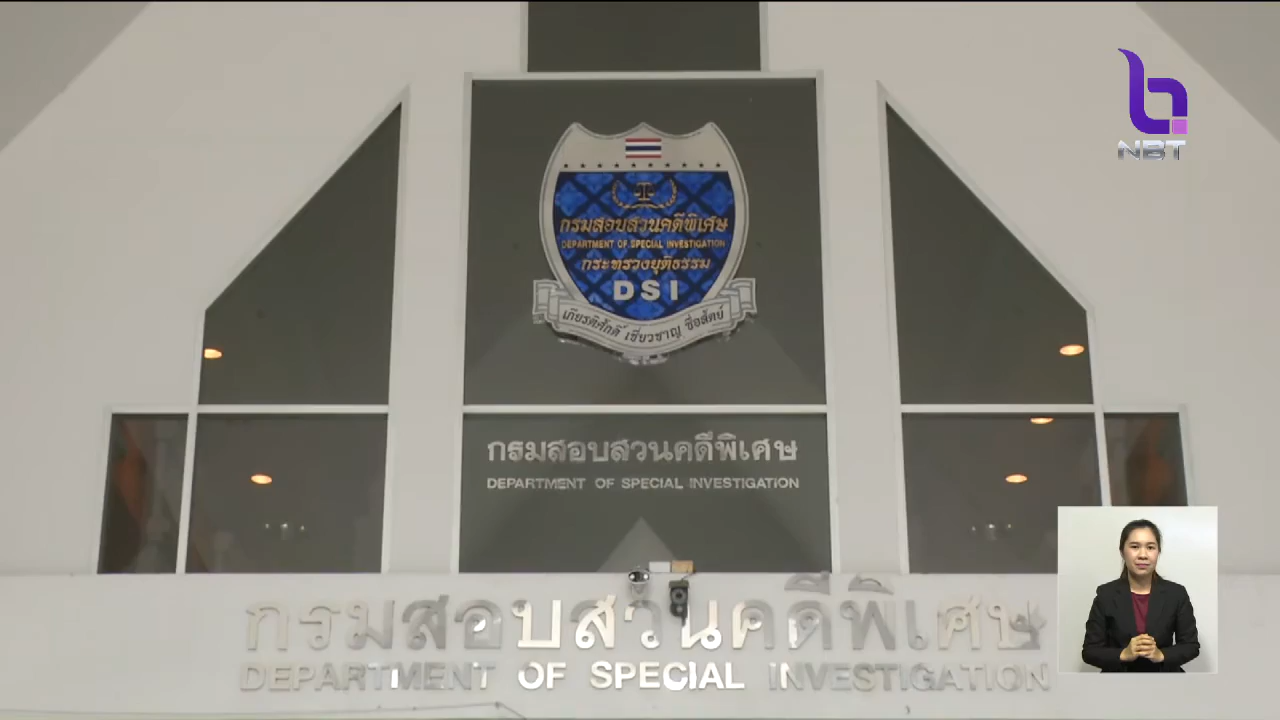 NBT
กรมสอบสวนคดีพิเศษ
DEPARTMENT OF SPECIAL INVESTIGATION
กระทรวงยุติธรรม
DSI
เกียรติศักดิ์ เชี่ยวชาญ ซื่อสัตย์
กรมสอบสวนคดีพิเศษ
DEPARTMENT OF SPECIAL INVESTIGATION
กรมสอบสวนคดีพิเศษ
DEPARTMENT OF SPECIAL INVESTIGATION